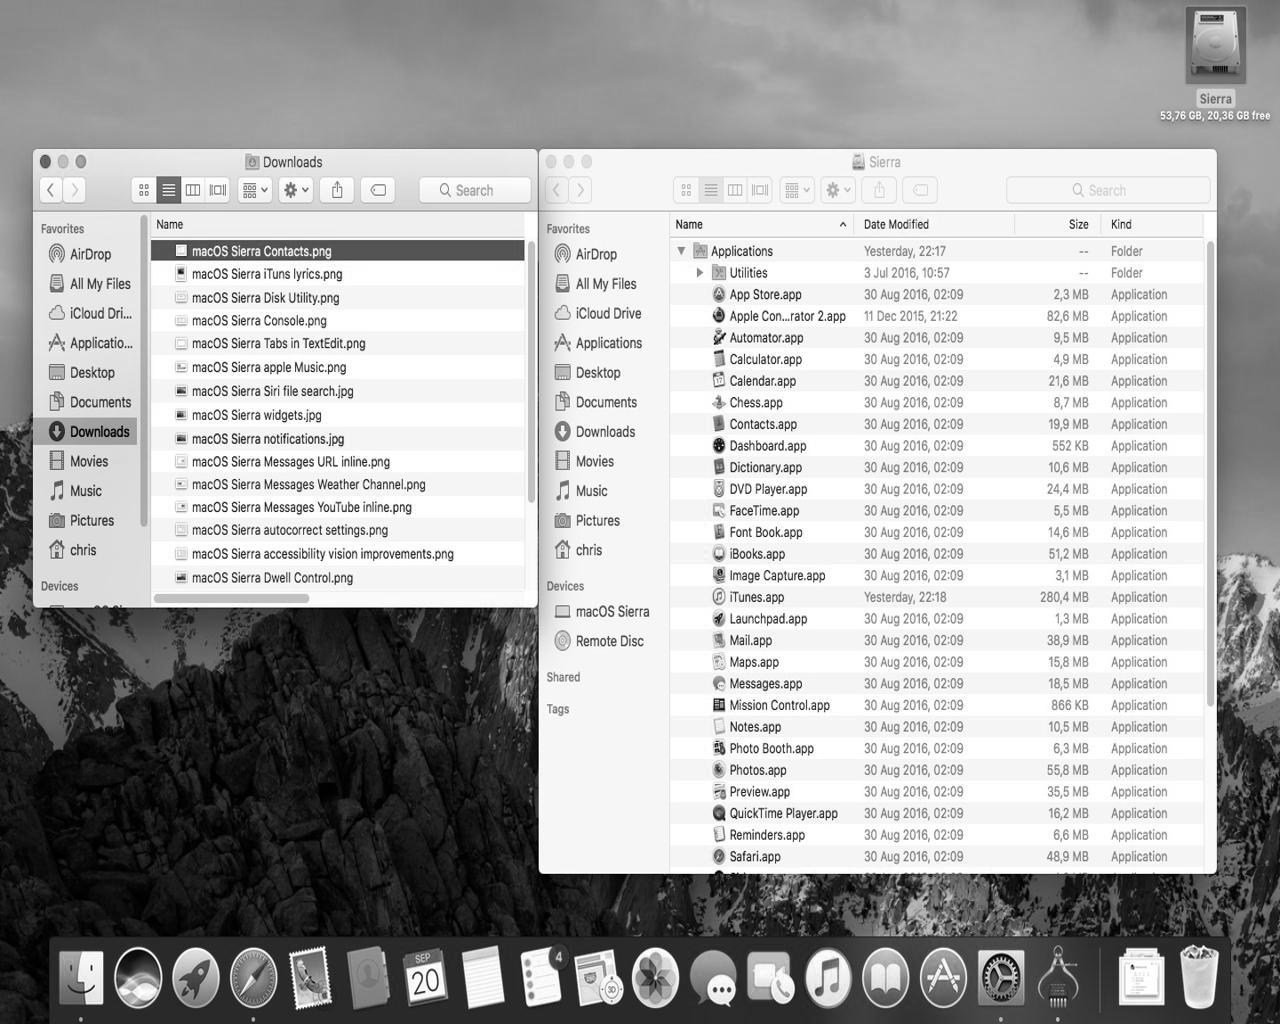 Sierra
53,76 GB, 20,36 GB free
Downloads
Search
Favorites
AirDrop
All My Files
iCloud Dri...
Applicatio...
Desktop
Documents
Downloads
Movies
Music
Pictures
chris
Devices
Name
macOS Sierra Contacts.png
macOS Sierra iTuns lyrics.png
macOS Sierra Disk Utility.png
macOS Sierra Console.png
macOS Sierra Tabs in TextEdit.png
macOS Sierra apple Music.png
macOS Sierra Siri file search.jpg
macOS Sierra widgets.jpg
macOS Sierra notifications.jpg
macOS Sierra Messages URL inline.png
macOS Sierra Messages Weather Channel.png
macOS Sierra Messages YouTube inline.png
macOS Sierra autocorrect settings.png
macOS Sierra accessibility vision improvements.png
macOS Sierra Dwell Control.png
Sierra
Search
Favorites
AirDrop
All My Files
iCloud Drive
Applications
Desktop
Documents
Downloads
Movies
Music
Pictures
chris
Devices
macOS Sierra
Remote Disc
Shared
Tags
Name Date Modified Size Kind
Applications Yesterday, 22:17 -- Folder
Utilities 3 Jul 2016, 10:57 -- Folder
App Store.app 30 Aug 2016, 02:09 2,3 MB Application
Apple Con...rator 2.app 11 Dec 2015, 21:22 82,6 MB Application
Automator.app 30 Aug 2016, 02:09 9,5 MB Application
Calculator.app 30 Aug 2016, 02:09 4,9 MB Application
Calendar.app 30 Aug 2016, 02:09 21,6 MB Application
Chess.app 30 Aug 2016, 02:09 8,7 MB Application
Contacts.app 30 Aug 2016, 02:09 19,9 MB Application
Dashboard.app 30 Aug 2016, 02:09 552 KB Application
Dictionary.app 30 Aug 2016, 02:09 10,6 MB Application
DVD Player.app 30 Aug 2016, 02:09 24,4 MB Application
FaceTime.app 30 Aug 2016, 02:09 5,5 MB Application
Font Book.app 30 Aug 2016, 02:09 14,6 MB Application
iBooks.app 30 Aug 2016, 02:09 51,2 MB Application
Image Capture.app 30 Aug 2016, 02:09 3,1 MB Application
iTunes.app Yesterday, 22:18 280,4 MB Application
Launchpad.app 30 Aug 2016, 02:09 1,3 MB Application
Mail.app 30 Aug 2016, 02:09 38,9 MB Application
Maps.app 30 Aug 2016, 02:09 15,8 MB Application
Messages.app 30 Aug 2016, 02:09 18,5 MB Application
Mission Control.app 30 Aug 2016, 02:09 866 KB Application
Notes.app 30 Aug 2016, 02:09 10,5 MB Application
Photo Booth.app 30 Aug 2016, 02:09 6,3 MB Application
Photos.app 30 Aug 2016, 02:09 55,8 MB Application
Preview.app 30 Aug 2016, 02:09 35,5 MB Application
QuickTime Player.app 30 Aug 2016, 02:09 16,2 MB Application
Reminders.app 30 Aug 2016, 02:09 6,6 MB Application
Safari.app 30 Aug 2016, 02:09 48,9 MB Application
SEP
20
4
3D